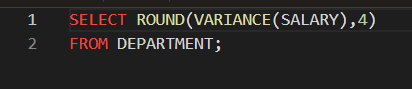 1 SELECT ROUND(VARIANCE(SALARY),4)
2 FROM DEPARTMENT;